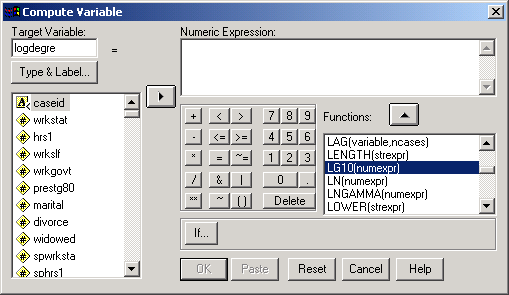 Compute Variable
Target Variable:
logdegre
=
Numeric Expression:
Type & Label...
caseid
wrkstat
hrs1
wrkslf
wrkgovt
prestg80
marital
divorce
widowed
spwrksta
sphrs1
+ < > 7 8 9
- <= >= 4 5 6
* = ~= 1 2 3
/ & | 0 .
** ~ ( ) Delete
Functions:
LAG(variable,ncases)
LENGTH(strexpr)
LG10(numexpr)
LN(numexpr)
LNGAMMA(numexpr)
LOWER(strexpr)
If...
OK Paste Reset Cancel Help